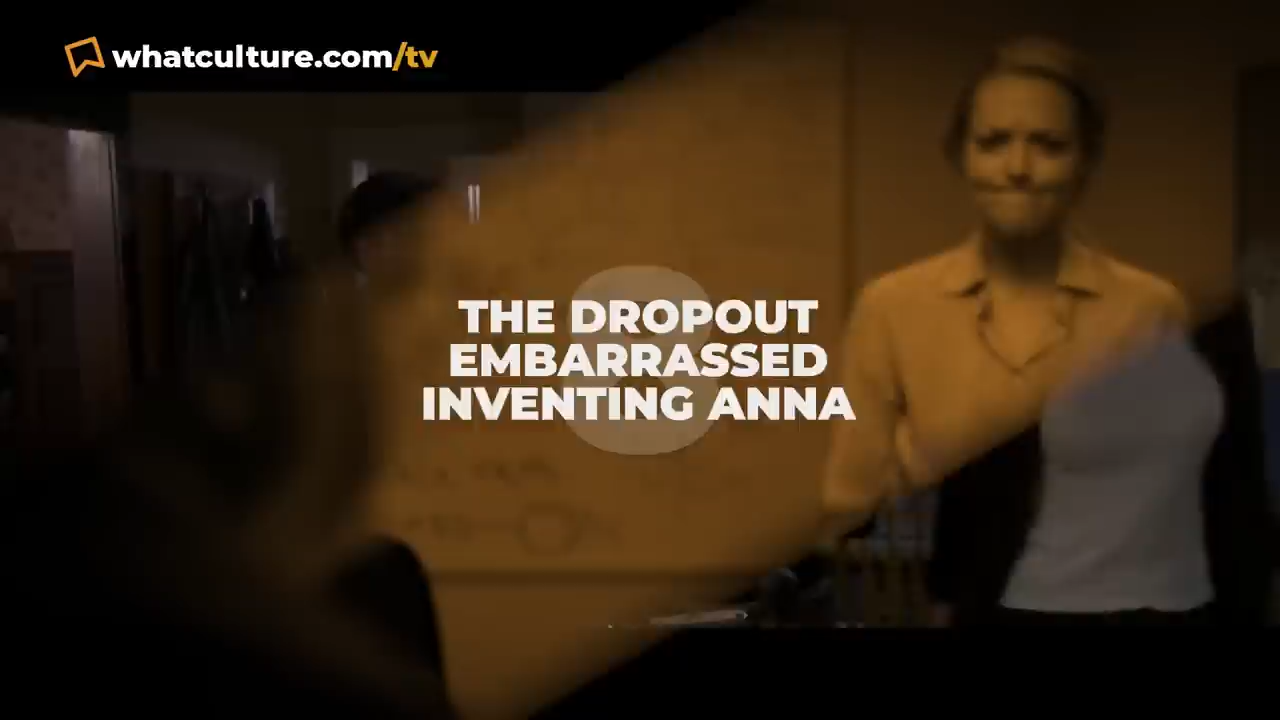 whatculture.com/tv
THE DROPOUT
EMBARRASSED
INVENTING ANNA